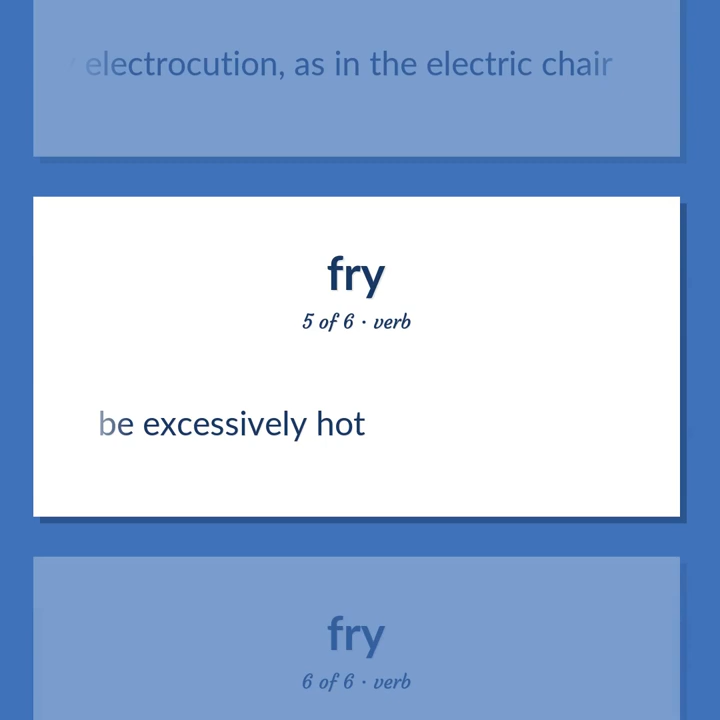 electrocution, as in the electric chair
fry
5 of 6 · verb
be excessively hot
fry
6 of 6 · verb